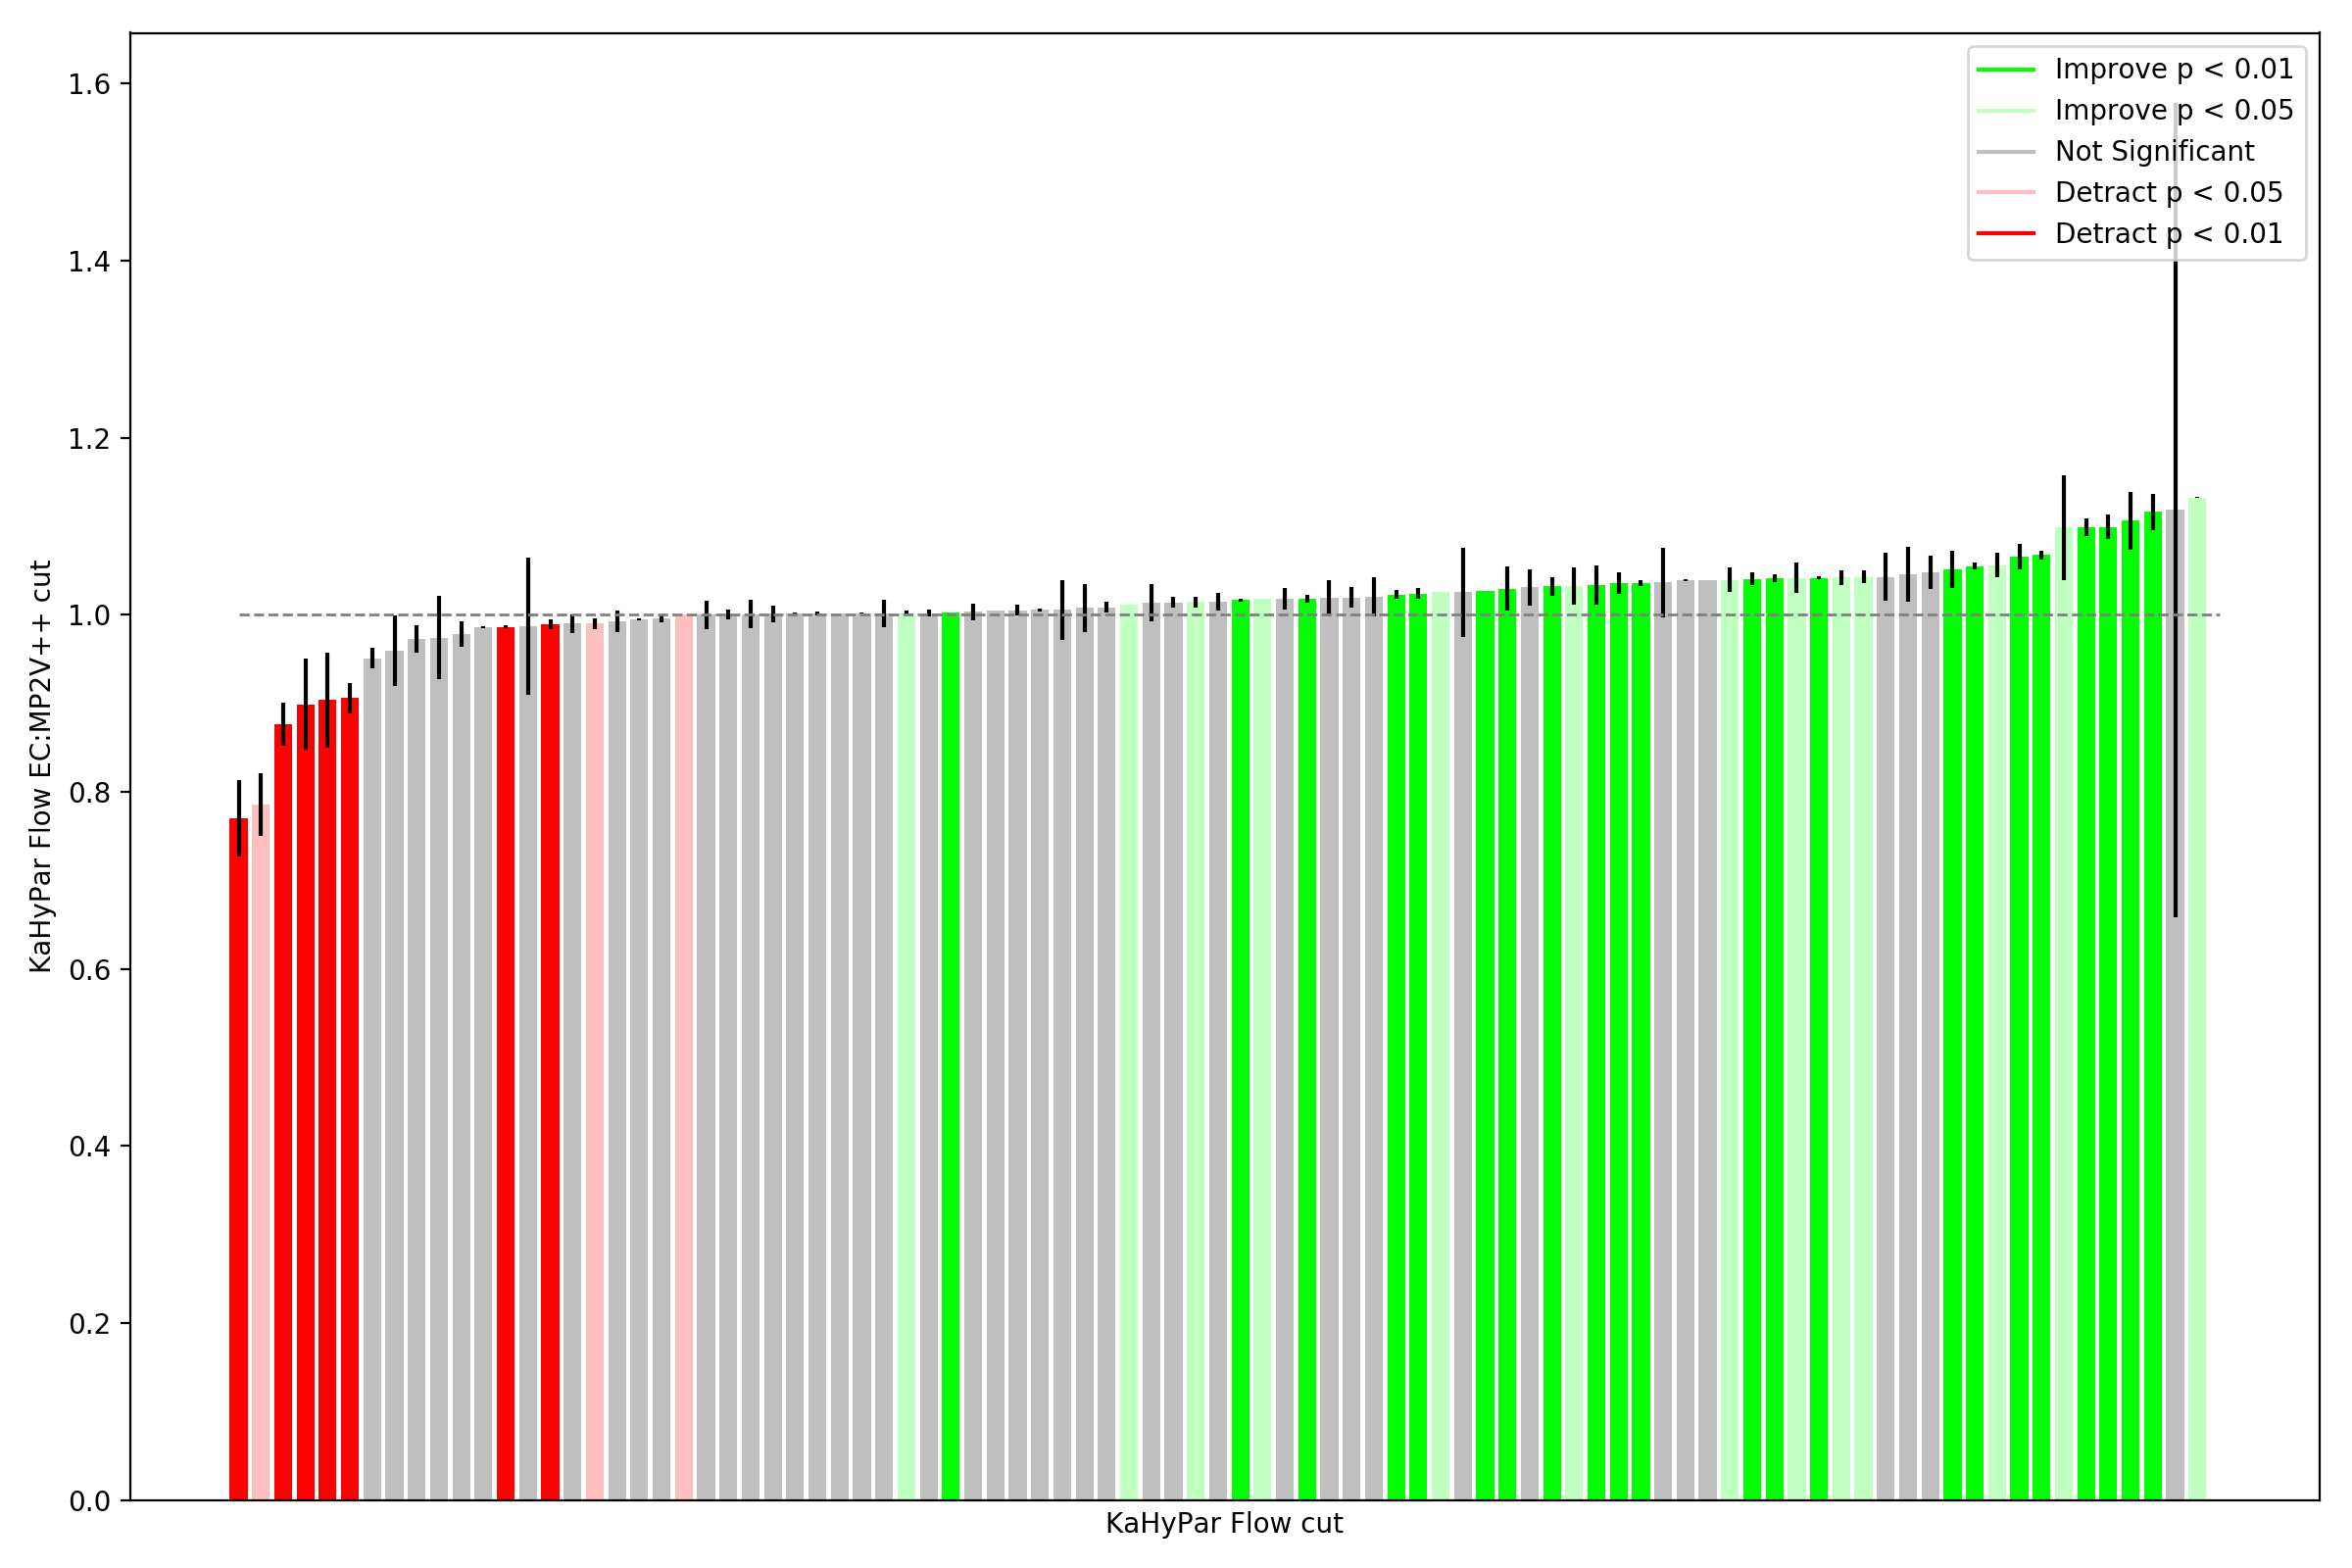 Improve p < 0.01
Improve p < 0.05
Not Significant
Detract p < 0.05
Detract p < 0.01
1.6
1.4
1.2
1.0
0.8
0.6
0.4
0.2
0.0
KaHyPar Flow EC:MP2V++ cut
KaHyPar Flow cut